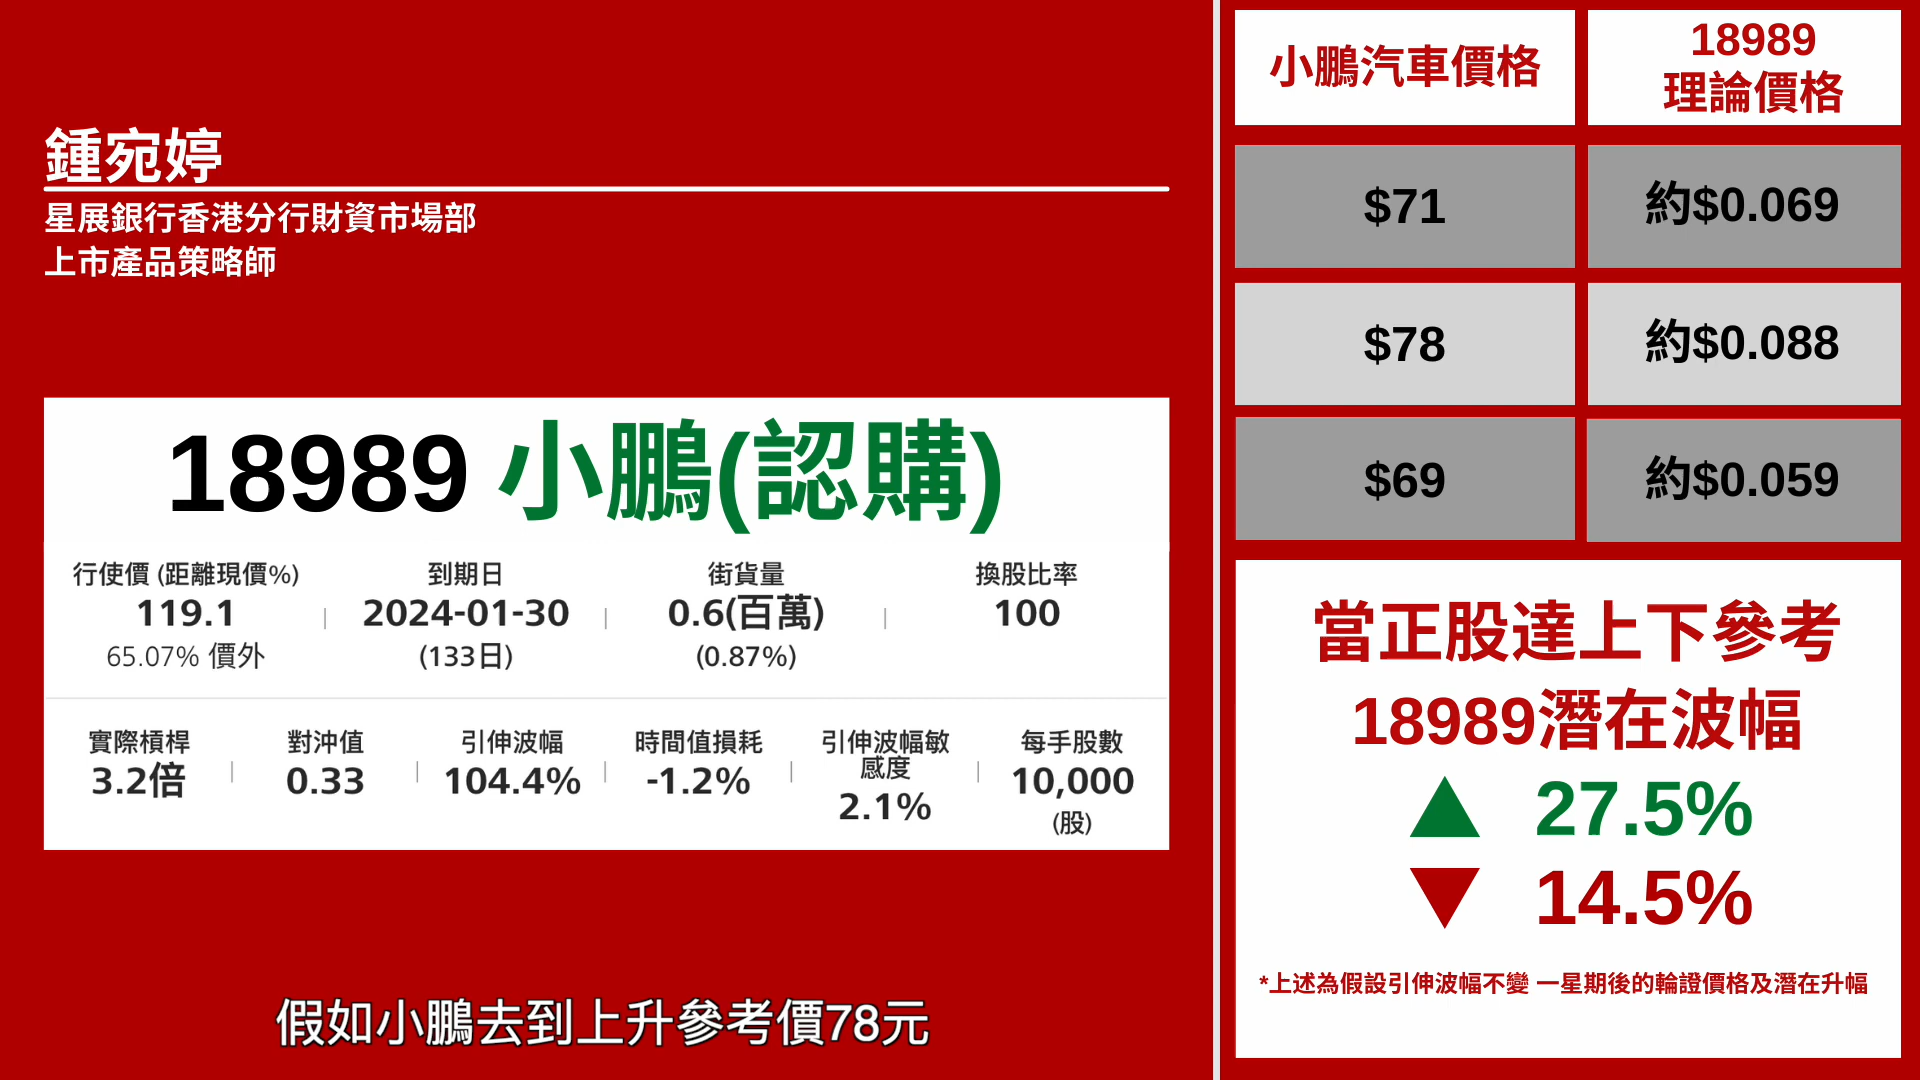 鍾宛婷
星展銀行香港分行財資市場部
上市產品策略師
18989 小鵬(認購)
行使價 (距離現價%)
119.1
65.07% 價外
到期日
2024-01-30
(133日)
街貨量
0.6(百萬)
(0.87%)
換股比率
100
實際槓桿
3.2倍
對沖值
0.33
引伸波幅
104.4%
時間值損耗
-1.2%
引伸波幅敏
感度
2.1%
每手股數
10,000
(股)
假如小鵬去到上升參考價78元
小鵬汽車價格
18989
理論價格
$71
約$0.069
$78
約$0.088
$69
約$0.059
當正股達上下參考
18989潛在波幅
▲ 27.5%
▼ 14.5%
*上述為假設引伸波幅不變 一星期後的輪證價格及潛在升幅